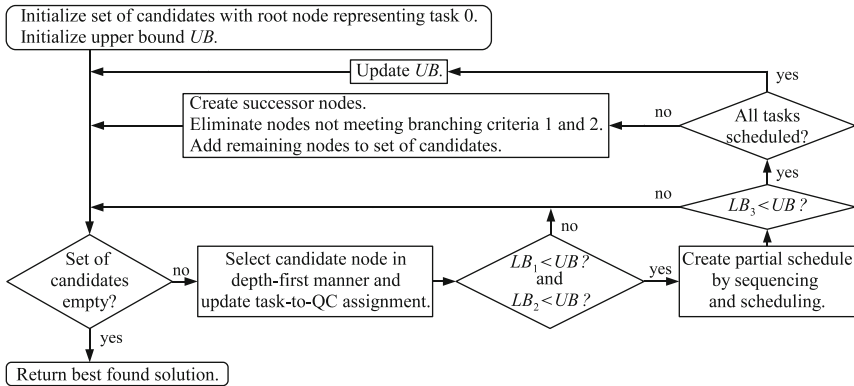 Initialize set of candidates with root node representing task 0.
Initialize upper bound UB.
Update UB.
yes
Create successor nodes.
Eliminate nodes not meeting branching criteria 1 and 2.
Add remaining nodes to set of candidates.
no
All tasks
scheduled?
yes
no
LB3 < UB ?
Set of
candidates
empty?
no
Select candidate node in
depth-first manner and
update task-to-QC assignment.
no
LB1 < UB?
and
LB2 < UB?
yes
Create partial schedule
by sequencing
and scheduling.
yes
Return best found solution.